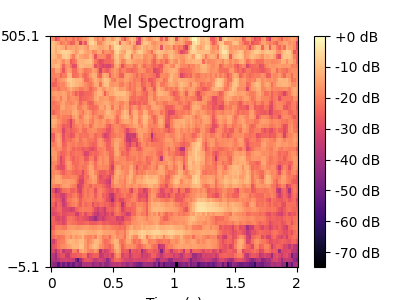 Mel Spectrogram
505.1
−5.1
0
0.5
1
1.5
2
+0 dB
-10 dB
-20 dB
-30 dB
-40 dB
-50 dB
-60 dB
-70 dB